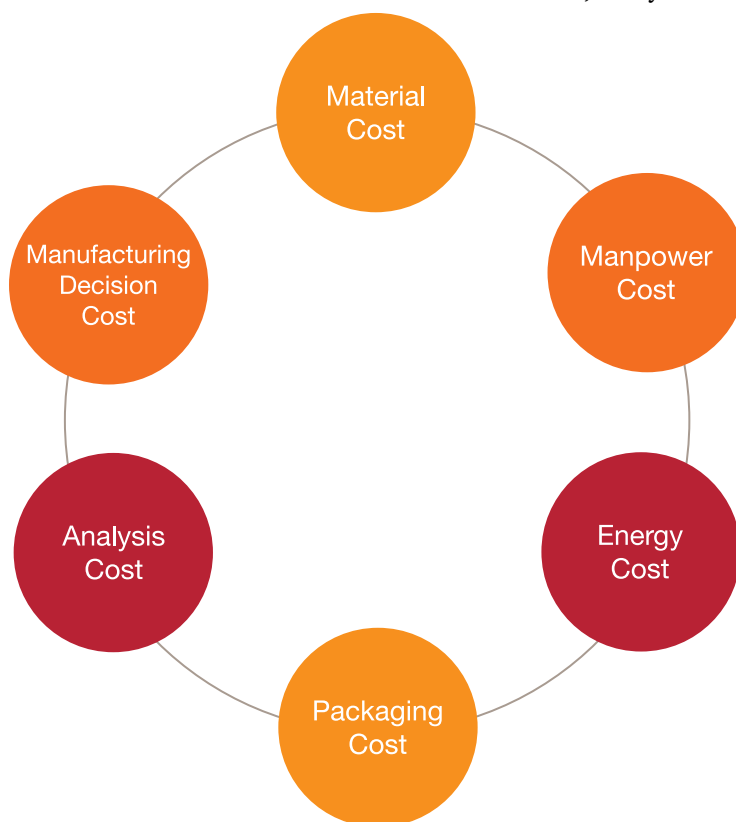 Material
Cost
Manpower
Cost
Energy
Cost
Packaging
Cost
Analysis
Cost
Manufacturing
Decision
Cost